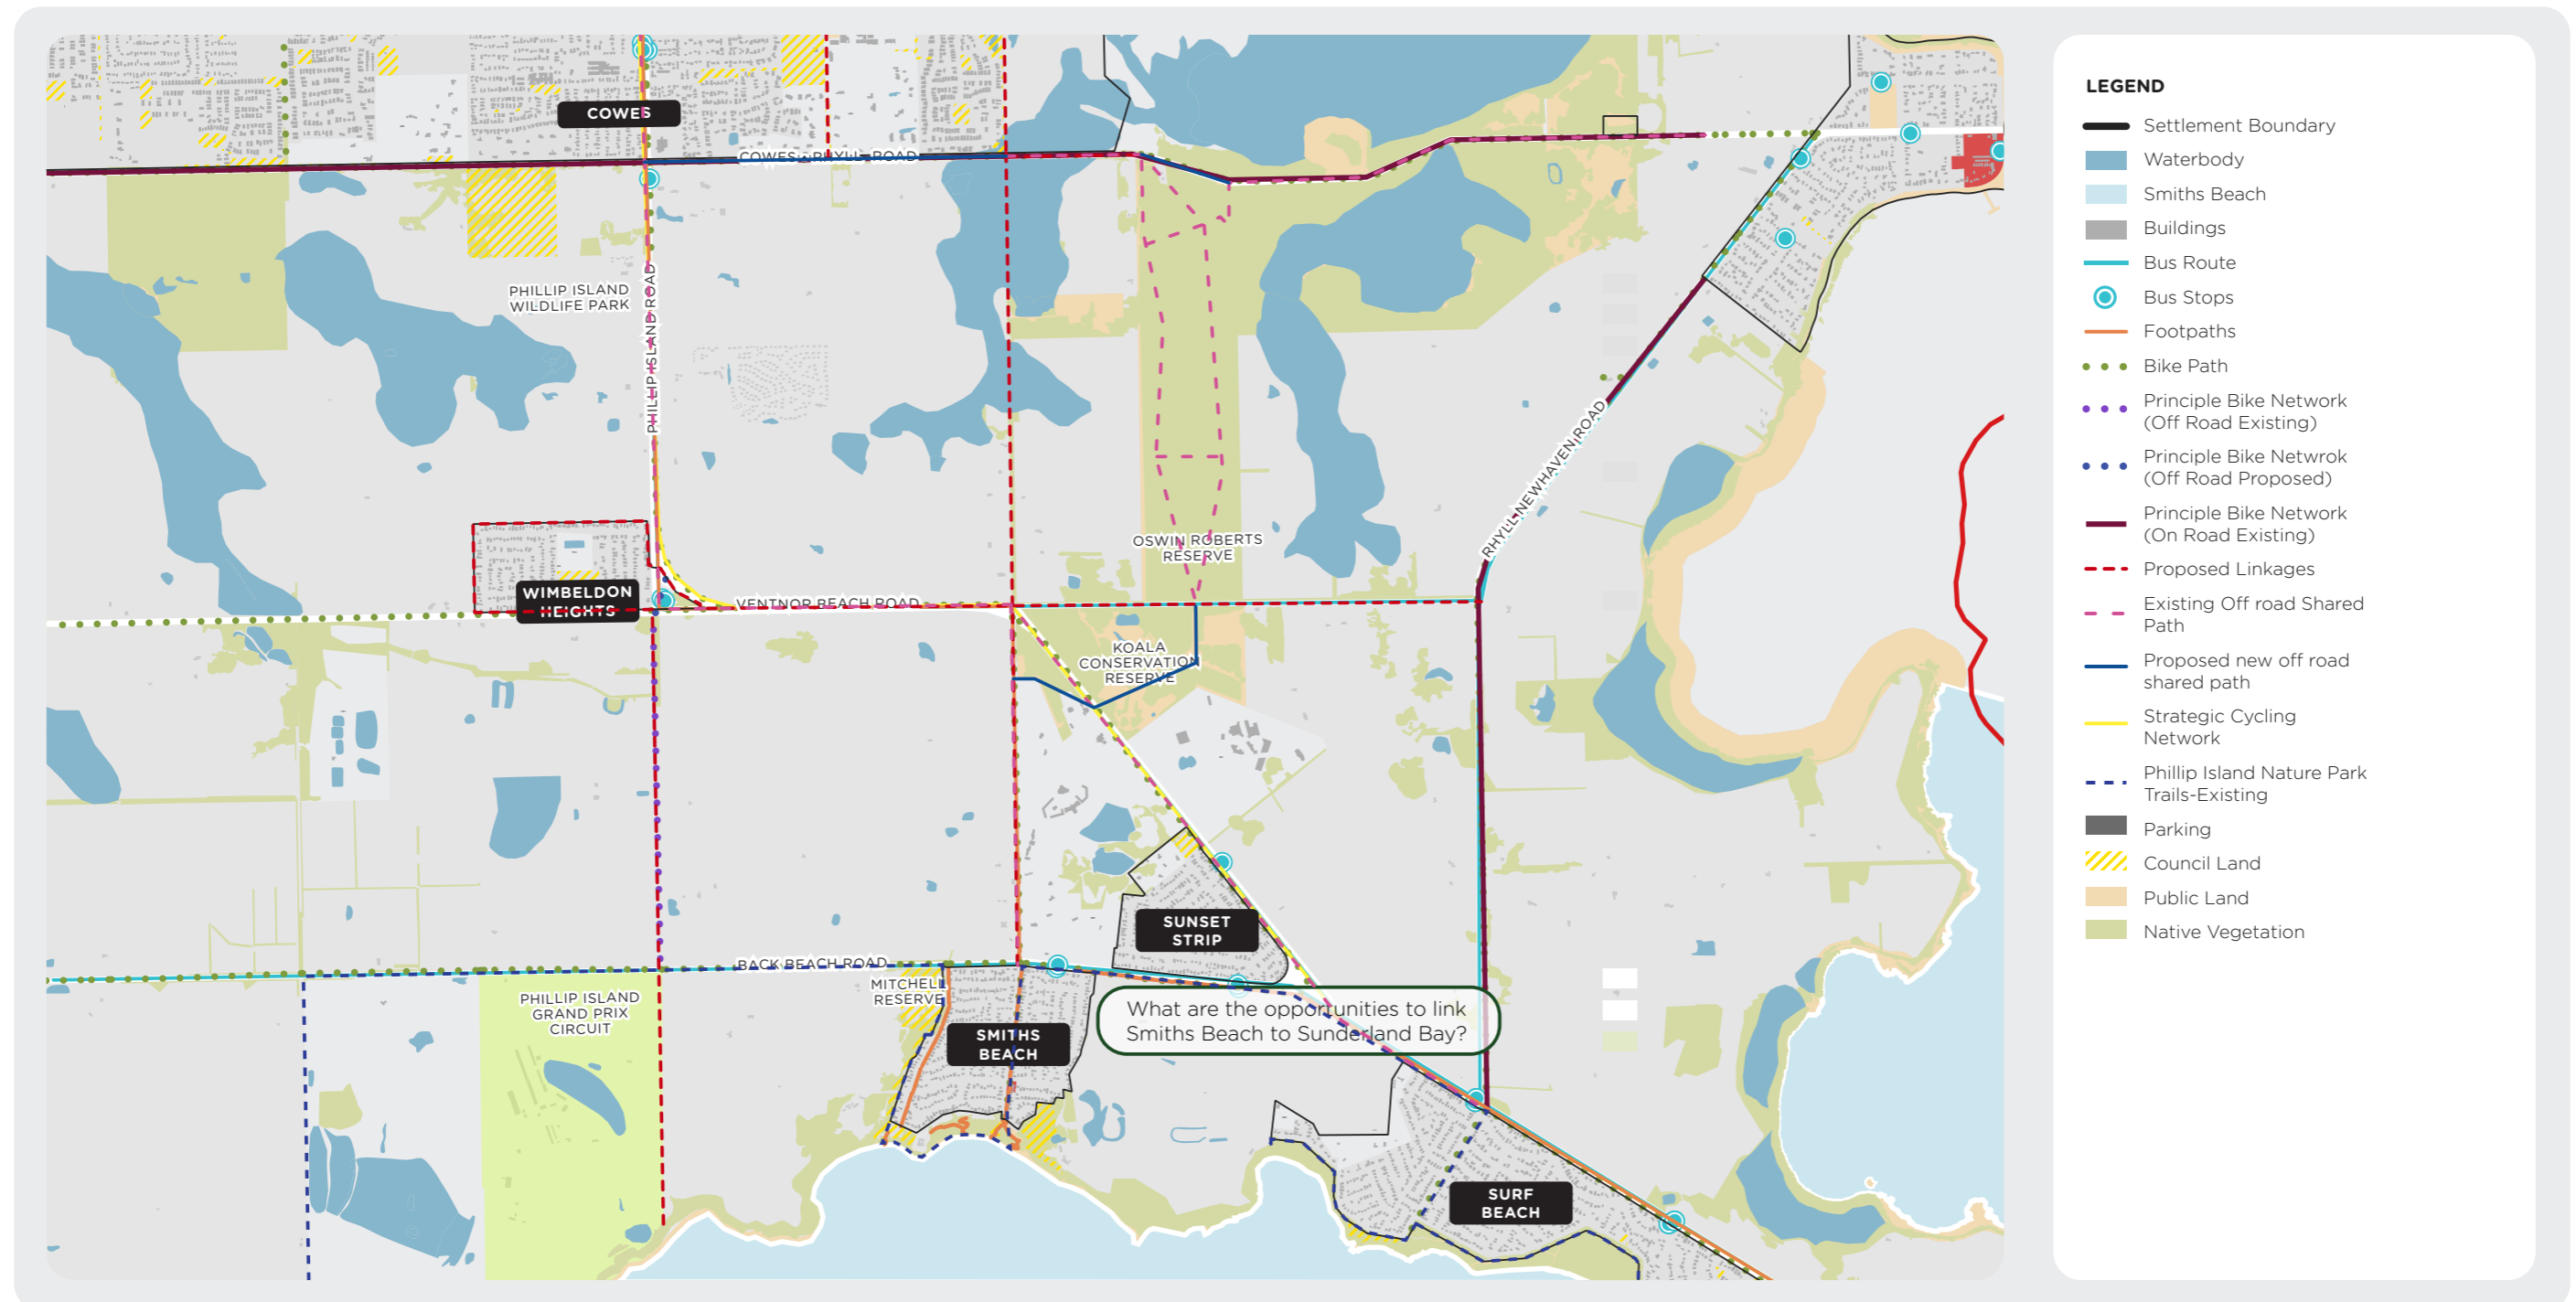 COWES
COWES - RHYLL ROAD
PHILLIP ISLAND
WILDLIFE PARK
PHILLIP ISLAND ROAD
RHYLL-NEWHAVEN ROAD
OSWIN ROBERTS
RESERVE
WIMBELDON
HEIGHTS
VENTNOR BEACH ROAD
KOALA
CONSERVATION
RESERVE
SUNSET
STRIP
BACK BEACH ROAD
MITCHELL
RESERVE
PHILLIP ISLAND
GRAND PRIX
CIRCUIT
What are the opportunities to link
Smiths Beach to Sunderland Bay?
SMITHS
BEACH
SURF
BEACH
LEGEND
Settlement Boundary
Waterbody
Smiths Beach
Buildings
Bus Route
Bus Stops
Footpaths
Bike Path
Principle Bike Network
(Off Road Existing)
Principle Bike Netwrok
(Off Road Proposed)
Principle Bike Network
(On Road Existing)
Proposed Linkages
Existing Off road Shared
Path
Proposed new off road
shared path
Strategic Cycling
Network
Phillip Island Nature Park
Trails-Existing
Parking
Council Land
Public Land
Native Vegetation